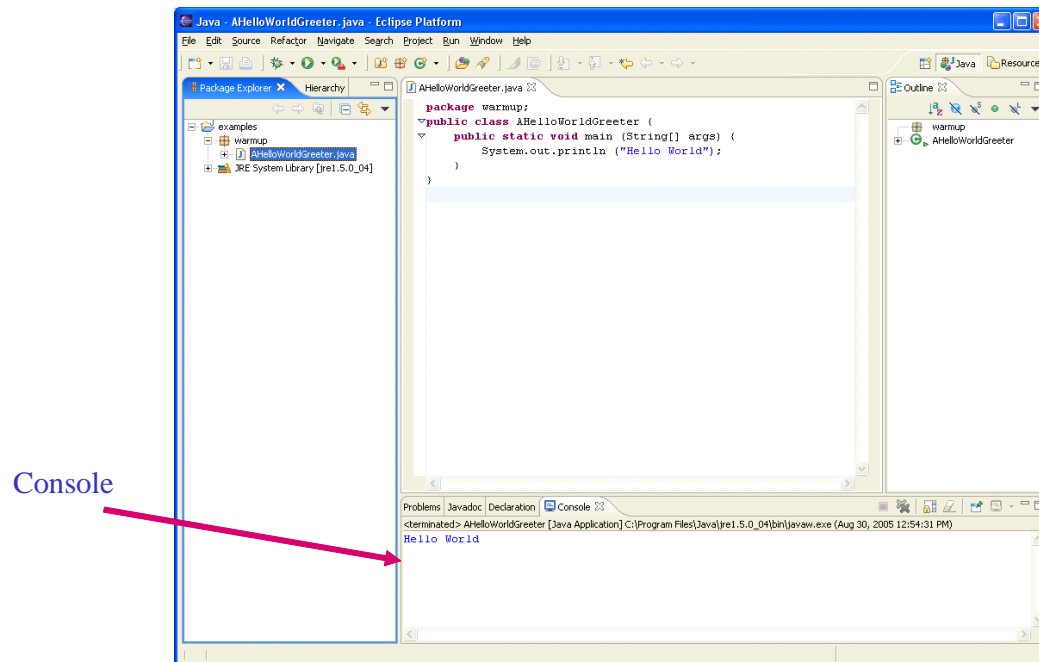 Java - AHelloWorldGreeter.java - Eclipse Platform
File Edit Source Refactor Navigate Search Project Run Window Help
Java Resource
Package Explorer Hierarchy
AHelloWorldGreeter.java
Outline
examples
warmup
AHelloWorldGreeter.java
JRE System Library [jre1.5.0_04]
package warmup;
public class AHelloWorldGreeter {
public static void main (String[] args) {
System.out.println ("Hello World");
}
}
warmup
AHelloWorldGreeter
Console
Problems Javadoc Declaration Console
<terminated> AHelloWorldGreeter [Java Application] C:\Program Files\Java\jre1.5.0_04\bin\javaw.exe (Aug 30, 2005 12:54:31 PM)
Hello World